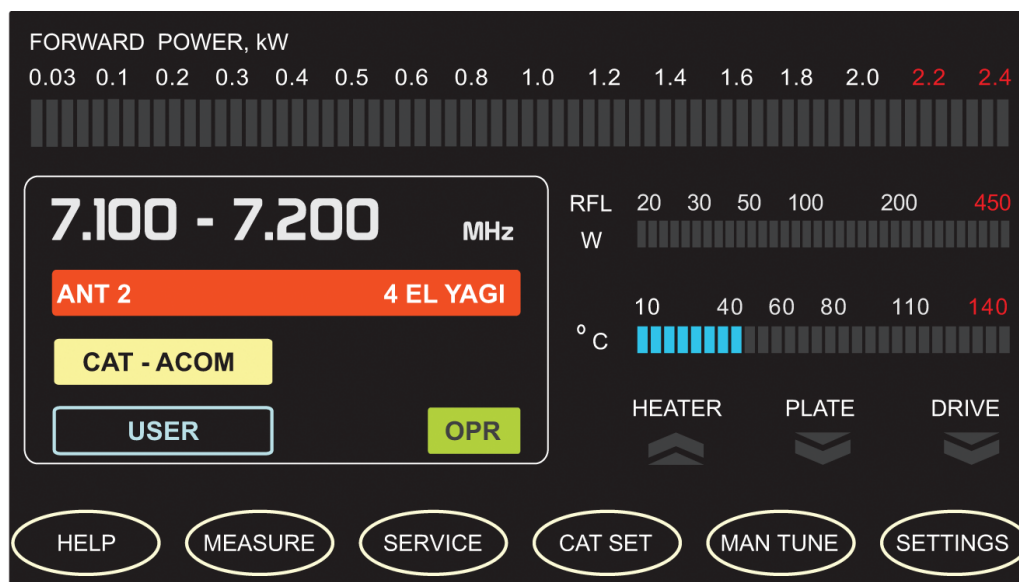 FORWARD POWER, kW
0.03 0.1 0.2 0.3 0.4 0.5 0.6 0.8 1.0 1.2 1.4 1.6 1.8 2.0 2.2 2.4
7.100 - 7.200 MHz
ANT 2 4 EL YAGI
CAT - ACOM
USER OPR
RFL 20 30 50 100 200 450
W
10 40 60 80 110 140
º C
HEATER PLATE DRIVE
HELP MEASURE SERVICE CAT SET MAN TUNE SETTINGS